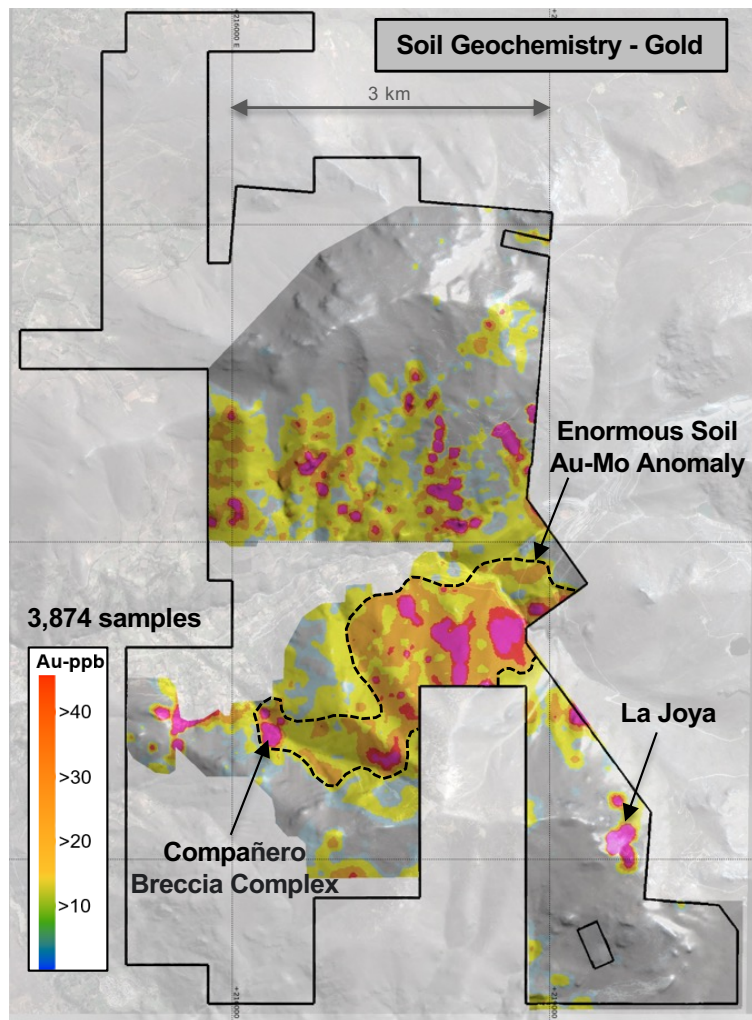 +216000 E
Soil Geochemistry - Gold
3 km
Enormous Soil
Au-Mo Anomaly
3,874 samples
Au-ppb
>40
>30
>20
>10
La Joya
Compañero
Breccia Complex